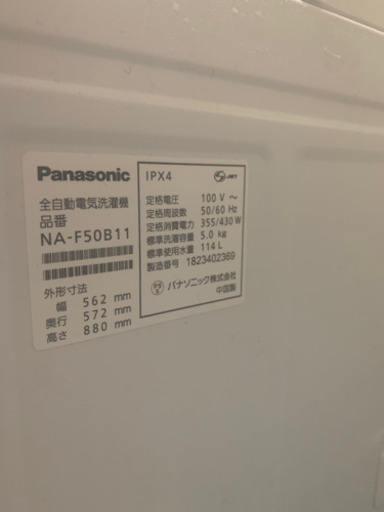 Panasonic
全自動電気洗濯機
品番
NA-F50B11
外形寸法
幅 562 mm
奥行 572 mm
高さ 880 mm
IPX4
JET
定格電圧 100 V ～
定格周波数 50/60 Hz
定格消費電力 355/430 W
標準洗濯容量 5.0 kg
標準使用水量 114 L
製造番号 1823402369
パナソニック株式会社
中国製